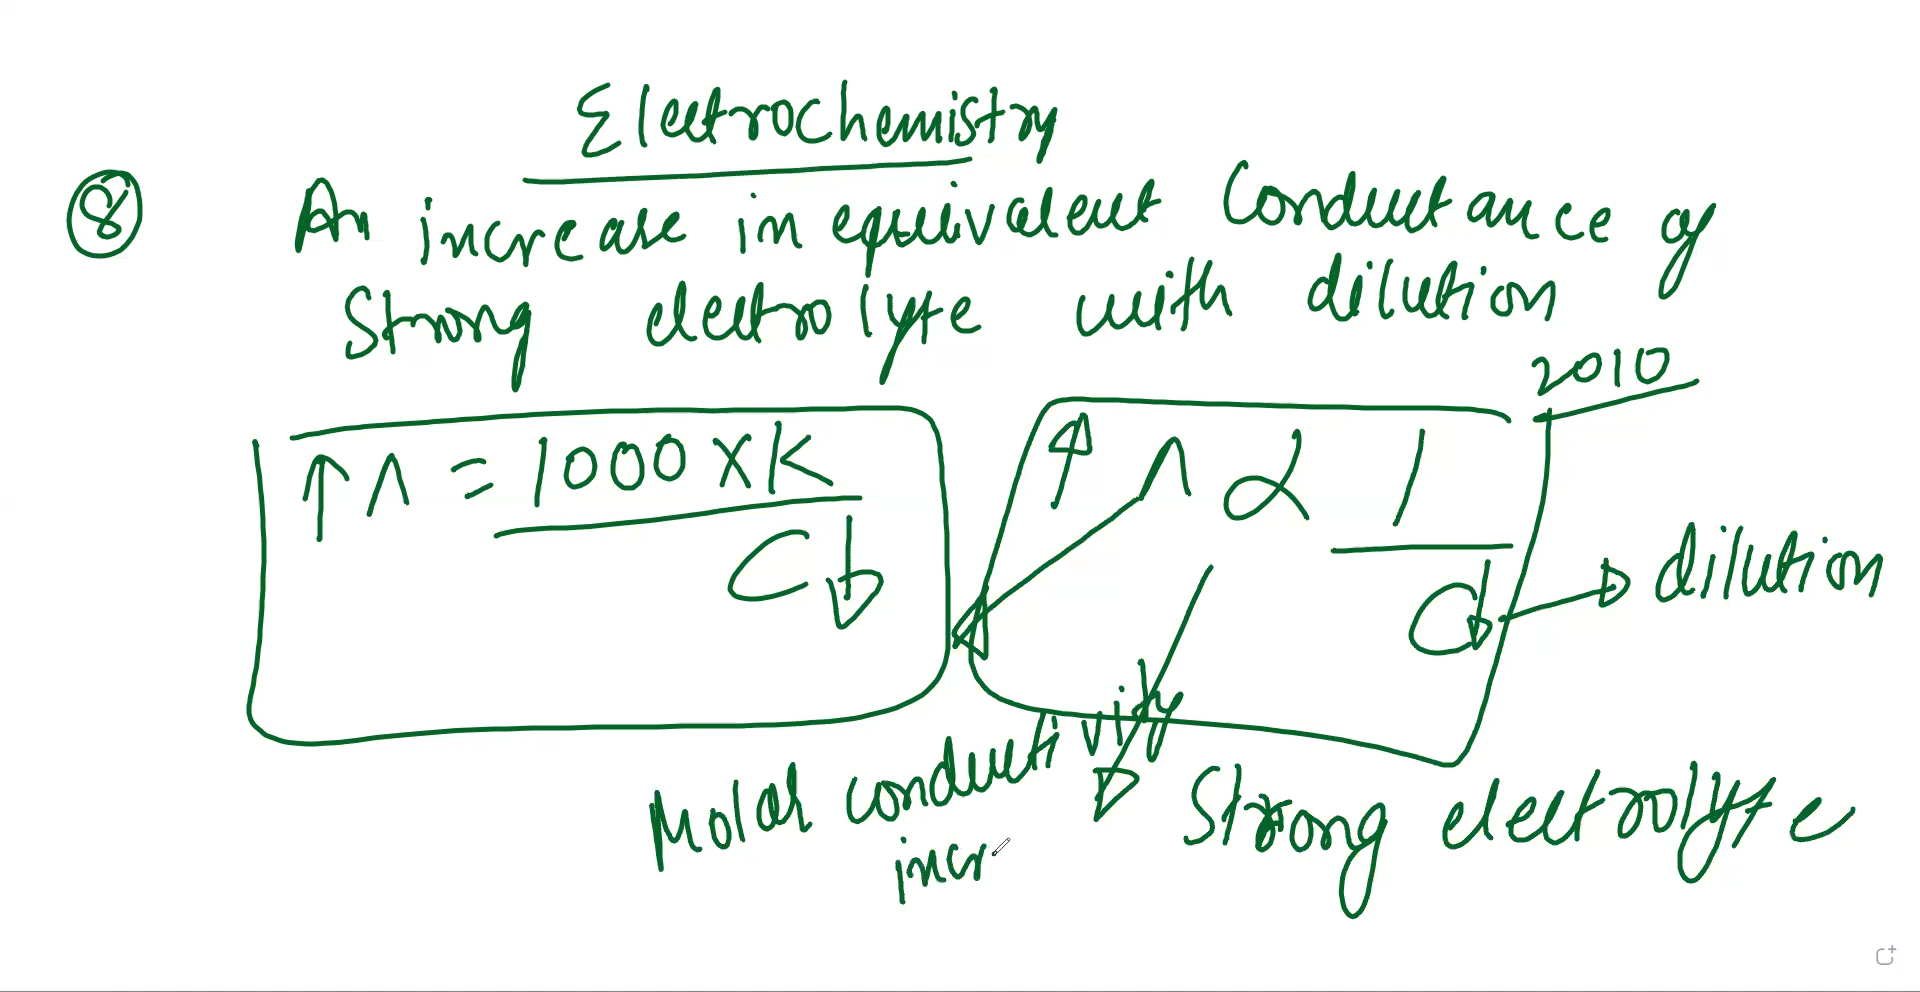 Electrochemistry
8 An increase in equivalent Conductance of
Strong electrolyte with dilution
2010
↑ Λ = 1000 X K
C ↓
↑ Λ α 1
C ↓ → dilution
Molar conductivity
incr
Strong electrolyte